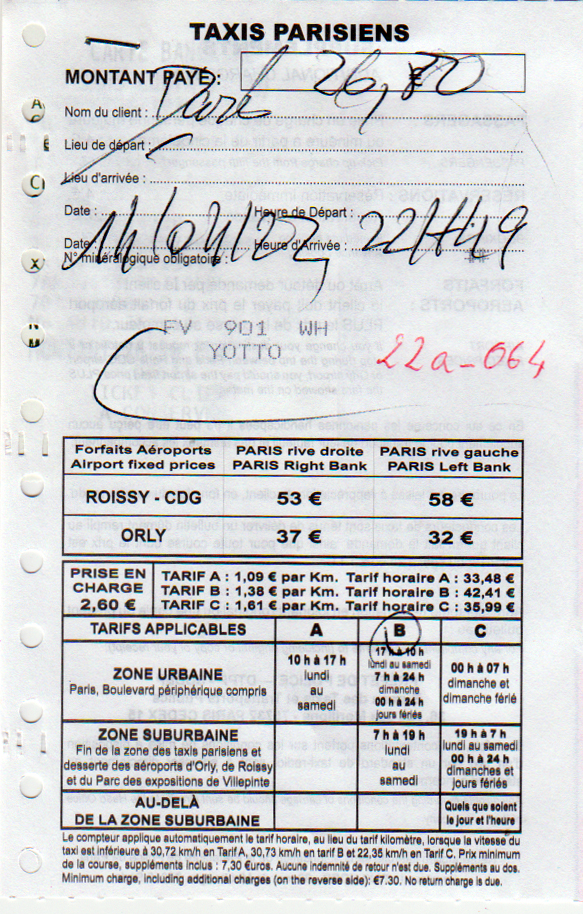 TAXIS PARISIENS
MONTANT PAYÉ : 26,80
Nom du client :
Lieu de départ :
Lieu d'arrivée :
Date : Heure de Départ :
Date : Heure d'Arrivée : 22H49
N° minéralogique obligatoire :
FV 901 WH
YOTTO
22a-064
Forfaits Aéroports PARIS rive droite PARIS rive gauche
Airport fixed prices PARIS Right Bank PARIS Left Bank
ROISSY - CDG 53 € 58 €
ORLY 37 € 32 €
PRISE EN CHARGE 2,60 €
TARIF A : 1,09 € par Km. Tarif horaire A : 33,48 €
TARIF B : 1,38 € par Km. Tarif horaire B : 42,41 €
TARIF C : 1,61 € par Km. Tarif horaire C : 35,99 €
TARIFS APPLICABLES A B C
ZONE URBAINE
Paris, Boulevard périphérique compris
10 h à 17 h
lundi
au
samedi
17 h à 10 h
lundi au samedi
7 h à 24 h
dimanche
00 h à 24 h
jours fériés
00 h à 07 h
dimanche et
dimanche férié
ZONE SUBURBAINE
Fin de la zone des taxis parisiens et
desserte des aéroports d'Orly, de Roissy
et du Parc des expositions de Villepinte
7 h à 19 h
lundi
au
samedi
19 h à 7 h
lundi au samedi
00 h à 24 h
dimanches et
jours fériés
AU-DELÀ
DE LA ZONE SUBURBAINE
Quels que soient
le jour et l'heure
Le compteur applique automatiquement le tarif horaire, au lieu du tarif kilomètre, lorsque la vitesse du
taxi est inférieure à 30,72 km/h en Tarif A, 30,73 km/h en tarif B et 22,35 km/h en Tarif C. Prix minimum
de la course, suppléments inclus : 7,30 €uros. Aucune indemnité de retour n'est due. Suppléments au dos.
Minimum charge, including additional charges (on the reverse side): €7.30. No return charge is due.